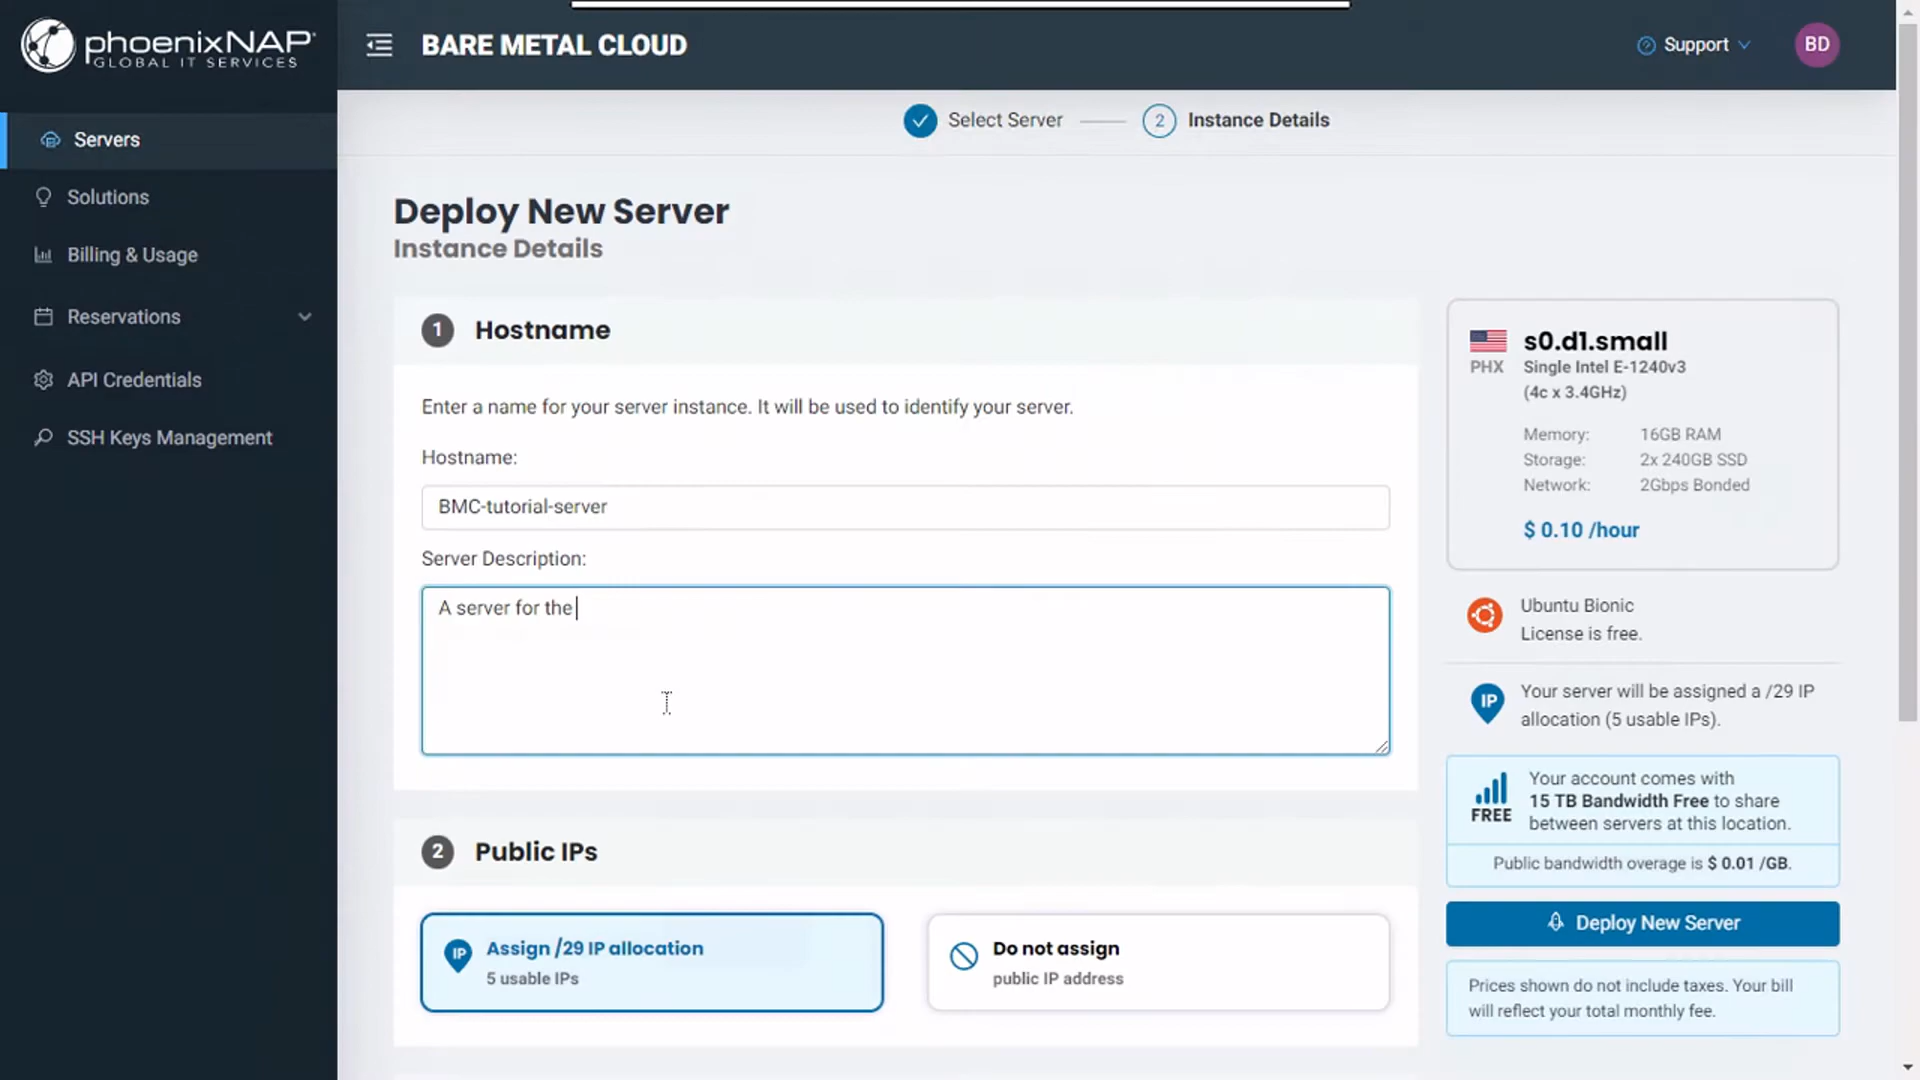 phoenixNAP
GLOBAL IT SERVICES
BARE METAL CLOUD
Support
BD
Servers
Solutions
Billing & Usage
Reservations
API Credentials
SSH Keys Management
Select Server
2
Instance Details
Deploy New Server
Instance Details
1
Hostname
Enter a name for your server instance. It will be used to identify your server.
Hostname:
BMC-tutorial-server
Server Description:
A server for the
2
Public IPs
IP
Assign /29 IP allocation
5 usable IPs
Do not assign
public IP address
PHX
s0.d1.small
Single Intel E-1240v3
(4c x 3.4GHz)
Memory: 16GB RAM
Storage: 2x 240GB SSD
Network: 2Gbps Bonded
$ 0.10 /hour
Ubuntu Bionic
License is free.
IP
Your server will be assigned a /29 IP
allocation (5 usable IPs).
FREE
Your account comes with
15 TB Bandwidth Free to share
between servers at this location.
Public bandwidth overage is $ 0.01 /GB.
Deploy New Server
Prices shown do not include taxes. Your bill
will reflect your total monthly fee.